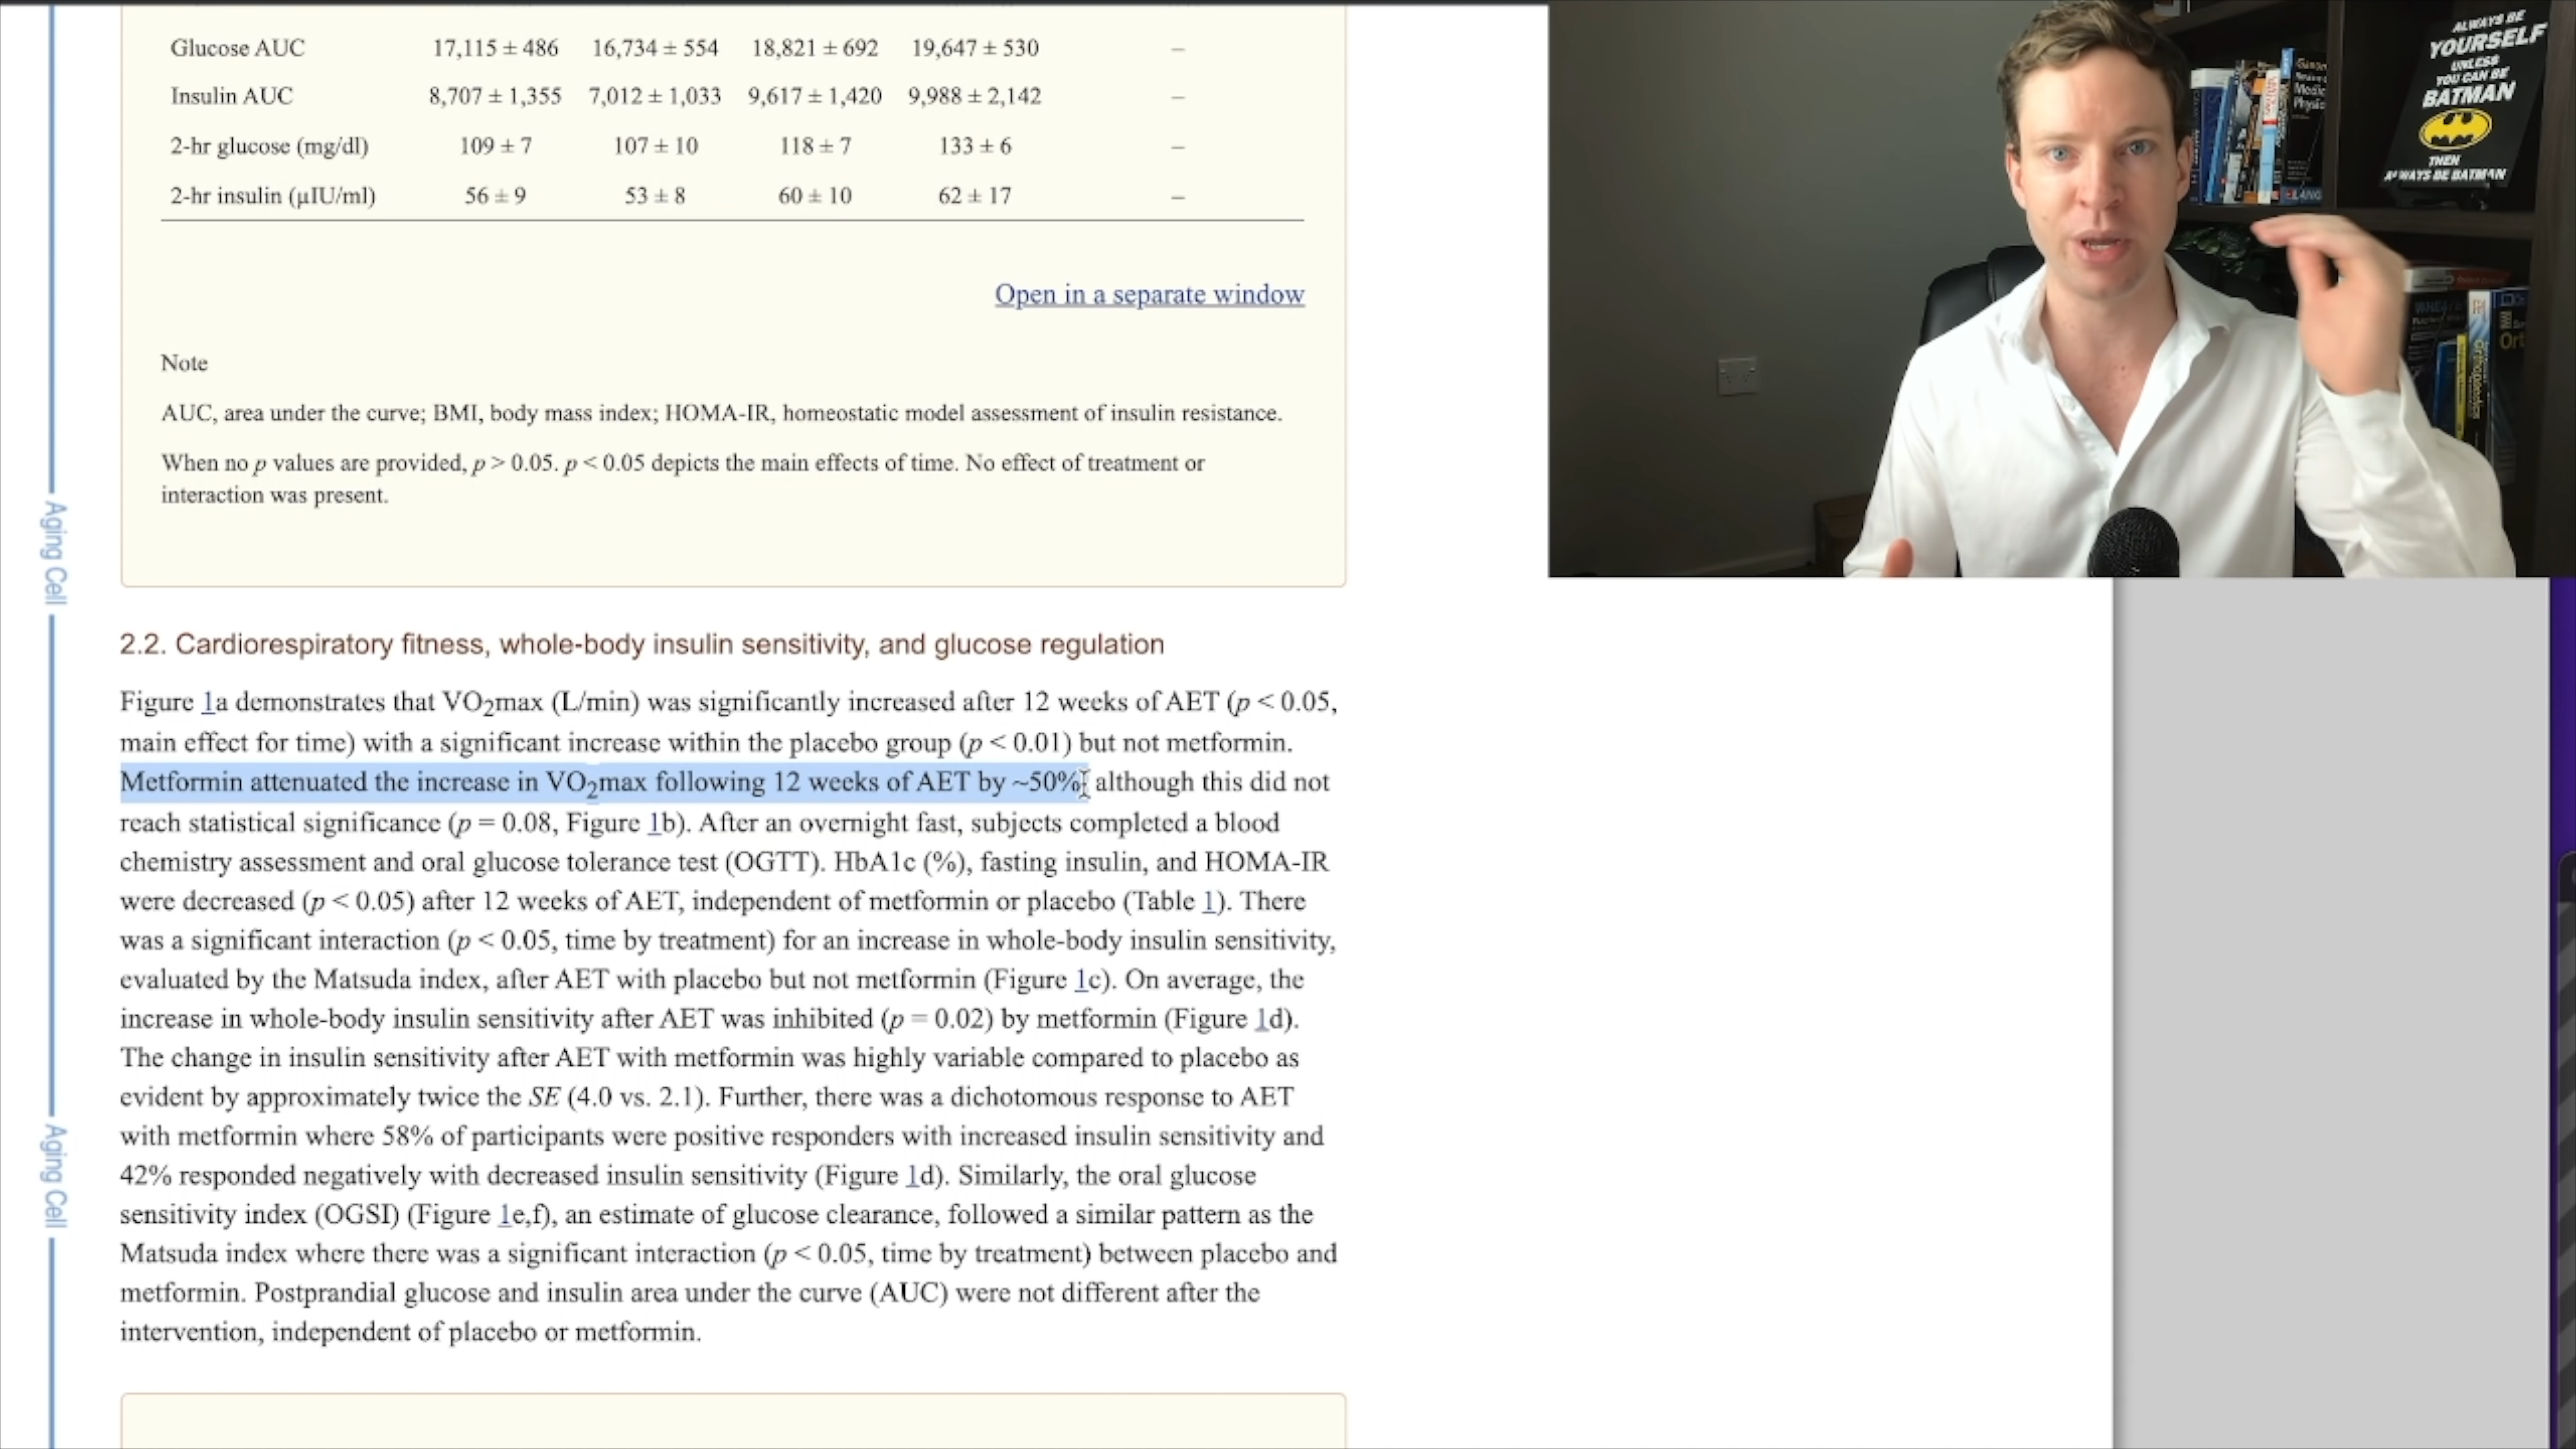 Glucose AUC 17,115 ± 486 16,734 ± 554 18,821 ± 692 19,647 ± 530 –
Insulin AUC 8,707 ± 1,355 7,012 ± 1,033 9,617 ± 1,420 9,988 ± 2,142 –
2-hr glucose (mg/dl) 109 ± 7 107 ± 10 118 ± 7 133 ± 6 –
2-hr insulin (μIU/ml) 56 ± 9 53 ± 8 60 ± 10 62 ± 17 –
Open in a separate window
Note
AUC, area under the curve; BMI, body mass index; HOMA-IR, homeostatic model assessment of insulin resistance.
When no p values are provided, p > 0.05. p < 0.05 depicts the main effects of time. No effect of treatment or
interaction was present.
2.2. Cardiorespiratory fitness, whole-body insulin sensitivity, and glucose regulation
Figure 1a demonstrates that VO2max (L/min) was significantly increased after 12 weeks of AET (p < 0.05,
main effect for time) with a significant increase within the placebo group (p < 0.01) but not metformin.
Metformin attenuated the increase in VO2max following 12 weeks of AET by ~50%, although this did not
reach statistical significance (p = 0.08, Figure 1b). After an overnight fast, subjects completed a blood
chemistry assessment and oral glucose tolerance test (OGTT). HbA1c (%), fasting insulin, and HOMA-IR
were decreased (p < 0.05) after 12 weeks of AET, independent of metformin or placebo (Table 1). There
was a significant interaction (p < 0.05, time by treatment) for an increase in whole-body insulin sensitivity,
evaluated by the Matsuda index, after AET with placebo but not metformin (Figure 1c). On average, the
increase in whole-body insulin sensitivity after AET was inhibited (p = 0.02) by metformin (Figure 1d).
The change in insulin sensitivity after AET with metformin was highly variable compared to placebo as
evident by approximately twice the SE (4.0 vs. 2.1). Further, there was a dichotomous response to AET
with metformin where 58% of participants were positive responders with increased insulin sensitivity and
42% responded negatively with decreased insulin sensitivity (Figure 1d). Similarly, the oral glucose
sensitivity index (OGSI) (Figure 1e,f), an estimate of glucose clearance, followed a similar pattern as the
Matsuda index where there was a significant interaction (p < 0.05, time by treatment) between placebo and
metformin. Postprandial glucose and insulin area under the curve (AUC) were not different after the
intervention, independent of placebo or metformin.
Aging Cell
Aging Cell
ALWAYS BE
YOURSELF
UNLESS
YOU CAN BE
BATMAN
THEN
ALWAYS BE BATMAN